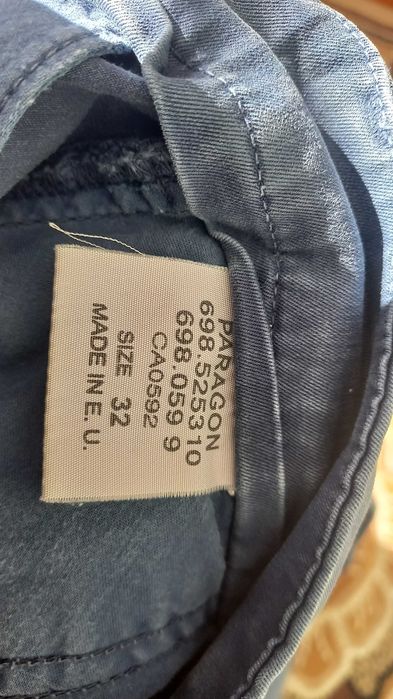 PARAGON
698.525310
698.059 9
CA0592
SIZE 32
MADE IN E. U.